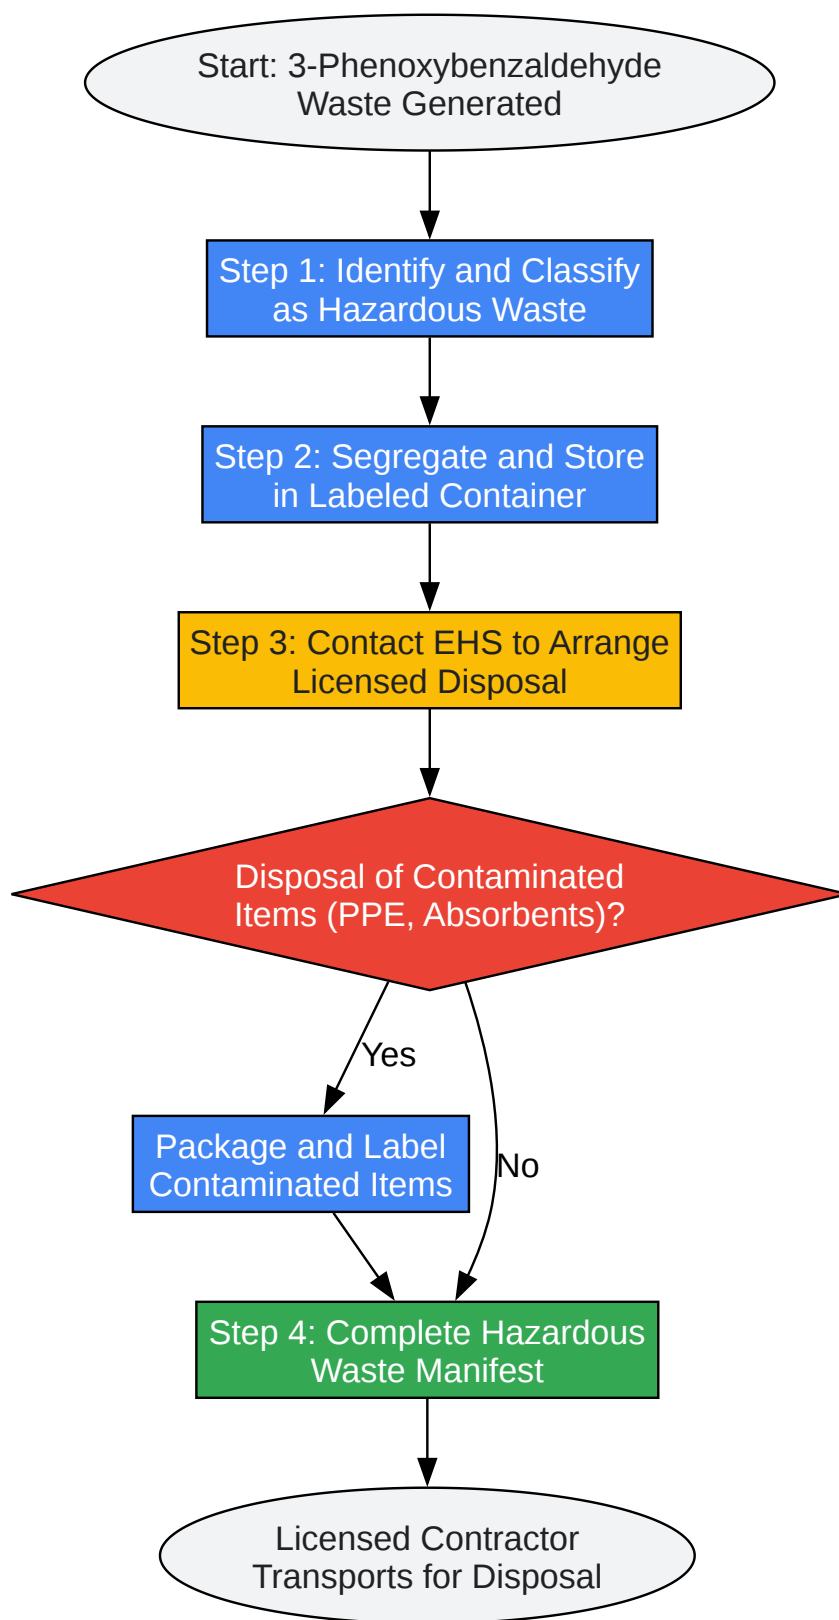 Start: 3-Phenoxybenzaldehyde
Waste Generated
Step 1: Identify and Classify
as Hazardous Waste
Step 2: Segregate and Store
in Labeled Container
Step 3: Contact EHS to Arrange
Licensed Disposal
Disposal of Contaminated
Items (PPE, Absorbents)?
Yes
Package and Label
Contaminated Items
No
Step 4: Complete Hazardous
Waste Manifest
Licensed Contractor
Transports for Disposal